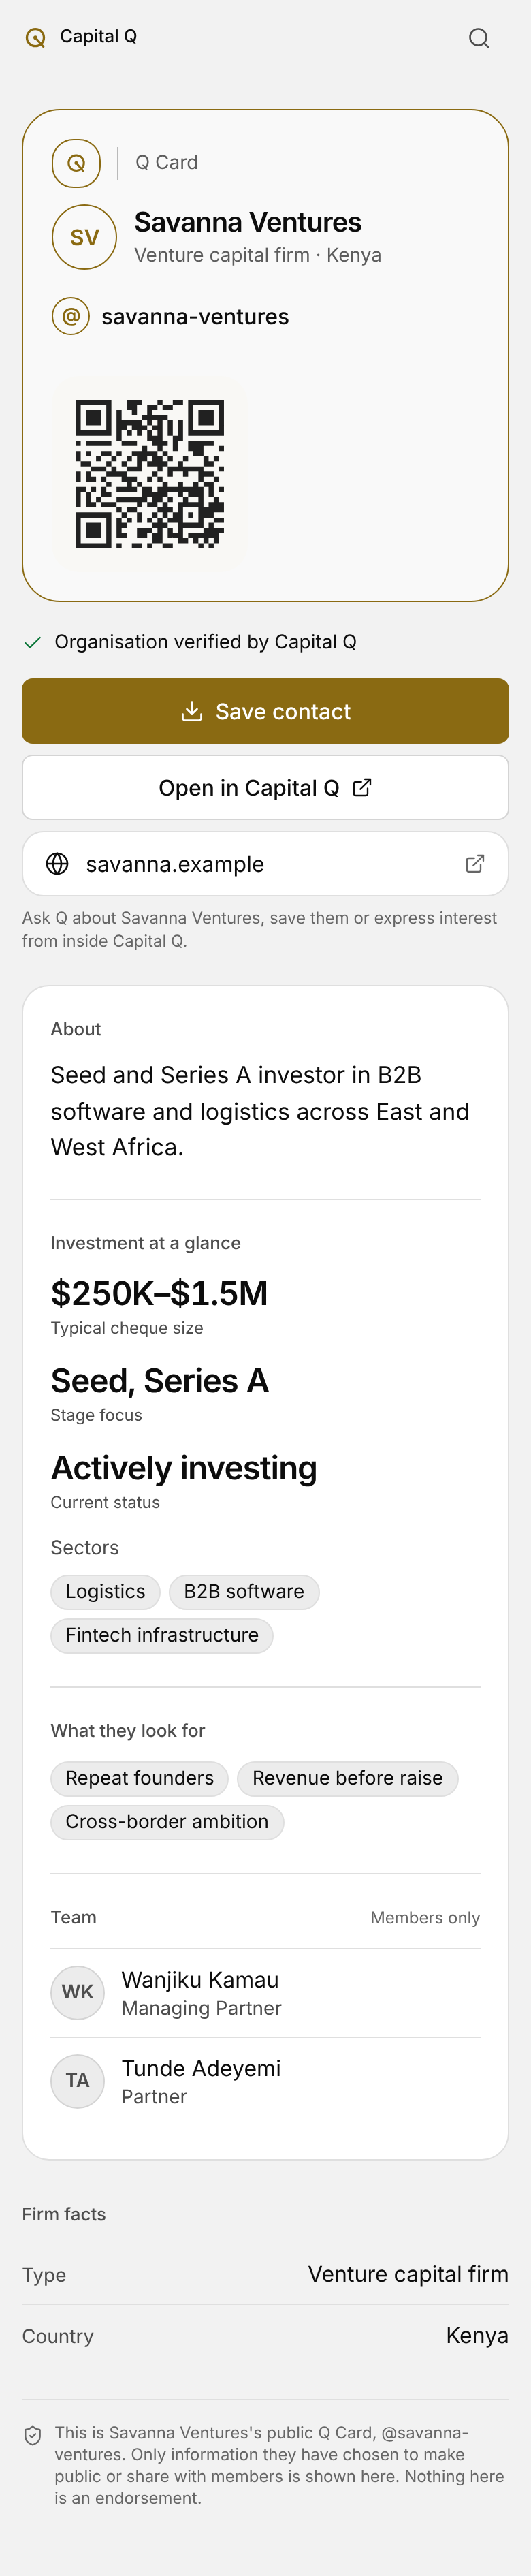 Capital Q
Q Card
SV
Savanna Ventures
Venture capital firm · Kenya
@ savanna-ventures
Organisation verified by Capital Q
Save contact
Open in Capital Q
savanna.example
Ask Q about Savanna Ventures, save them or express interest
from inside Capital Q.
About
Seed and Series A investor in B2B
software and logistics across East and
West Africa.
Investment at a glance
$250K–$1.5M
Typical cheque size
Seed, Series A
Stage focus
Actively investing
Current status
Sectors
Logistics B2B software
Fintech infrastructure
What they look for
Repeat founders Revenue before raise
Cross-border ambition
Team Members only
WK Wanjiku Kamau
Managing Partner
TA Tunde Adeyemi
Partner
Firm facts
Type Venture capital firm
Country Kenya
This is Savanna Ventures's public Q Card, @savanna-
ventures. Only information they have chosen to make
public or share with members is shown here. Nothing here
is an endorsement.